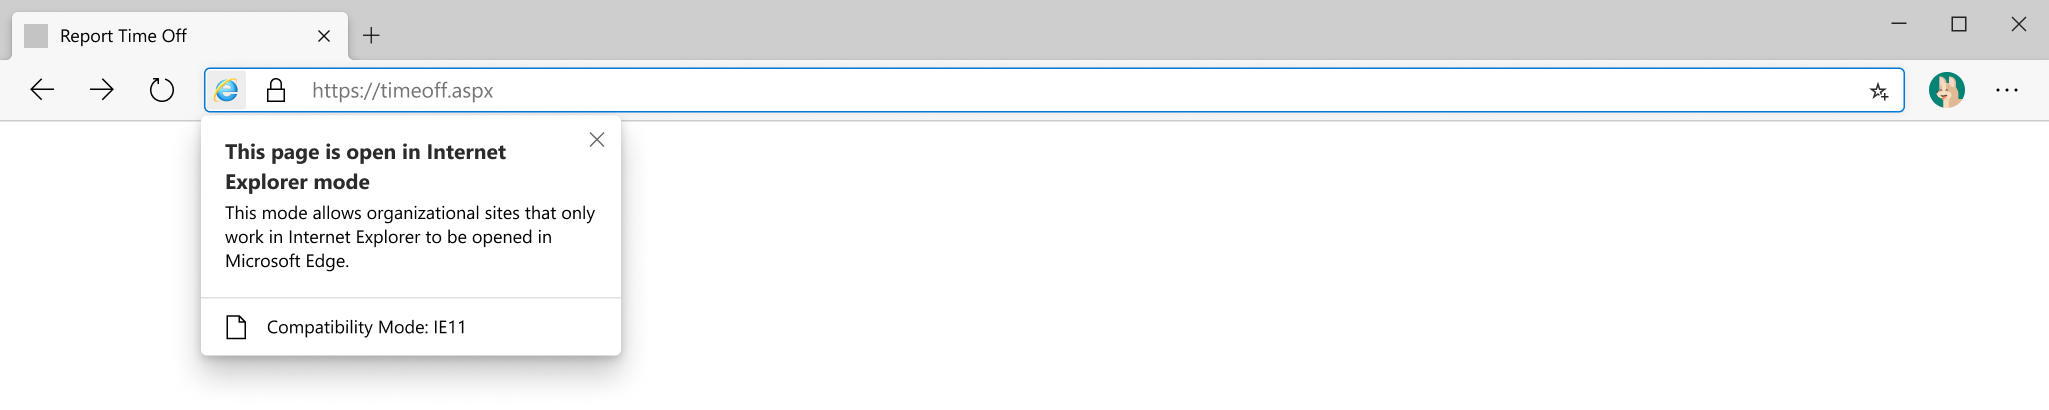 Report Time Off
https://timeoff.aspx
This page is open in Internet
Explorer mode
This mode allows organizational sites that only
work in Internet Explorer to be opened in
Microsoft Edge.
Compatibility Mode: IE11